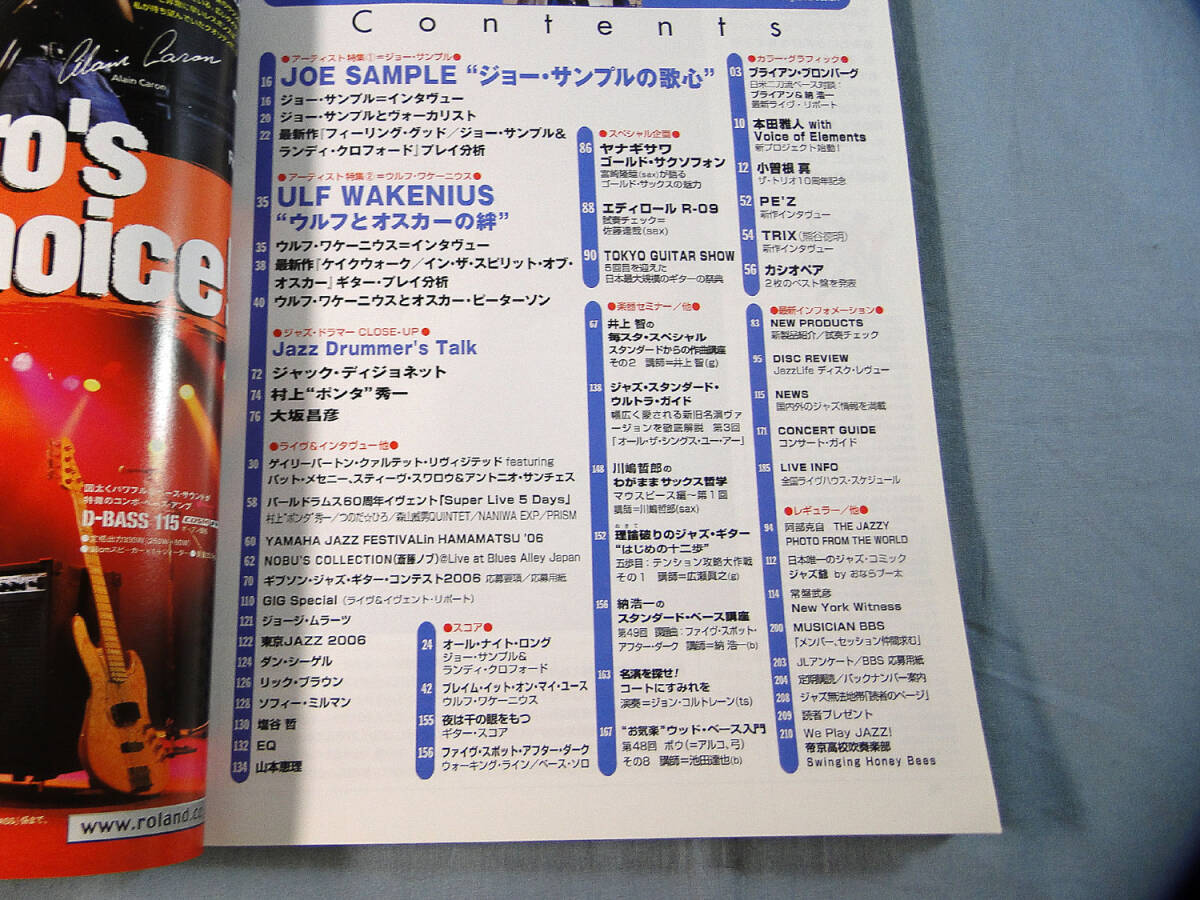 Alain Caron
Alain Caron
ro's
hoice!
図太くパワフルなベース・サウンドが
特徴のコンボ・ベース・アンプ
D-BASS 115
www.roland.co
Contents
●アーティスト特集①=ジョー・サンプル●
16 JOE SAMPLE “ジョー・サンプルの歌心”
16 ジョー・サンプル=インタヴュー
20 ジョー・サンプルとヴォーカリスト
22 最新作『フィーリング・グッド/ジョー・サンプル&
ランディ・クロフォード』プレイ分析
●アーティスト特集②=ウルフ・ワケーニウス●
35 ULF WAKENIUS
“ウルフとオスカーの絆”
35 ウルフ・ワケーニウス=インタヴュー
38 最新作『ケイクウォーク/イン・ザ・スピリット・オブ・
オスカー』ギター・プレイ分析
40 ウルフ・ワケーニウスとオスカー・ピーターソン
●ジャズ・ドラマー CLOSE-UP●
Jazz Drummer's Talk
72 ジャック・ディジョネット
74 村上“ポンタ”秀一
76 大坂昌彦
●ライヴ&インタヴュー他●
30 ゲイリーバートン・クァルテット・リヴィジテッド featuring
パット・メセニー、スティーヴ・スワロウ&アントニオ・サンチェス
58 パールドラムス60周年イヴェント「Super Live 5 Days」
村上“ポンタ”秀一/つのだ☆ひろ/森山威男QUINTET/NANIWA EXP/PRISM
60 YAMAHA JAZZ FESTIVALin HAMAMATSU '06
62 NOBU'S COLLECTION(斎藤ノブ)@Live at Blues Alley Japan
70 ギブソン・ジャズ・ギター・コンテスト2006 応募要項/応募用紙
110 GIG Special (ライヴ&イヴェント・リポート)
121 ジョージ・ムラーツ
122 東京JAZZ 2006
124 ダン・シーゲル
126 リック・ブラウン
128 ソフィー・ミルマン
130 塩谷 哲
132 EQ
134 山本恵理
●スコア●
24 オール・ナイト・ロング
ジョー・サンプル&
ランディ・クロフォード
42 ブレイム・イット・オン・マイ・ユース
ウルフ・ワケーニウス
155 夜は千の眼をもつ
ギター・スコア
156 ファイヴ・スポット・アフター・ダーク
ウォーキング・ライン/ベース・ソロ
●スペシャル企画●
86 ヤナギサワ
ゴールド・サクソフォン
宮崎隆睦(sax)が語る
ゴールド・サックスの魅力
88 エディロール R-09
試奏チェック=
佐藤達哉(sax)
90 TOKYO GUITAR SHOW
5回目を迎えた
日本最大規模のギターの祭典
●楽器セミナー/他●
67 井上 智の
毎スタ・スペシャル
スタンダードからの作曲講座
その2 講師=井上 智(g)
138 ジャズ・スタンダード・
ウルトラ・ガイド
幅広く愛される新旧名演ヴァ
ージョンを徹底解説 第3回
「オール・ザ・シングス・ユー・アー」
148 川嶋哲郎の
わがままサックス哲学
マウスピース編〜第1回
講師=川嶋哲郎(sax)
152 理論破りのジャズ・ギター
“はじめの十二歩”
五歩目:テンション攻略大作戦
その1 講師=広瀬真之(g)
156 納浩一の
スタンダード・ベース講座
第49回 課題曲:ファイヴ・スポット・
アフター・ダーク 講師=納 浩一(b)
163 名演を探せ!
コートにすみれを
演奏=ジョン・コルトレーン(ts)
167 “お気楽”ウッド・ベース入門
第48回 ボウ(=アルコ、弓)
その8 講師=池田達也(b)
●カラー・グラフィック●
03 ブライアン・ブロンバーグ
日米二刀流ベース対談:
ブライアン&納 浩一
最新ライヴ・リポート
10 本田雅人 with
Voice of Elements
新プロジェクト始動!
12 小曽根 真
ザ・トリオ10周年記念
52 PE'Z
新作インタヴュー
54 TRIX(熊谷徳明)
新作インタヴュー
56 カシオペア
2枚のベスト盤を発表
●最新インフォメーション●
83 NEW PRODUCTS
新製品紹介/試奏チェック
95 DISC REVIEW
JazzLife ディスク・レヴュー
115 NEWS
国内外のジャズ情報を満載
171 CONCERT GUIDE
コンサート・ガイド
185 LIVE INFO
全国ライヴハウス・スケジュール
●レギュラー/他●
94 阿部克自 THE JAZZY
PHOTO FROM THE WORLD
112 日本唯一のジャズ・コミック
ジャズ爺 by おならプー太
114 常盤武彦
New York Witness
200 MUSICIAN BBS
「メンバー、セッション仲間求む」
203 JLアンケート/BBS 応募用紙
204 定期購読/バックナンバー案内
208 ジャズ無法地帯「読者のページ」
209 読者プレゼント
210 We Play JAZZ!
帝京高校吹奏楽部
Swinging Honey Bees